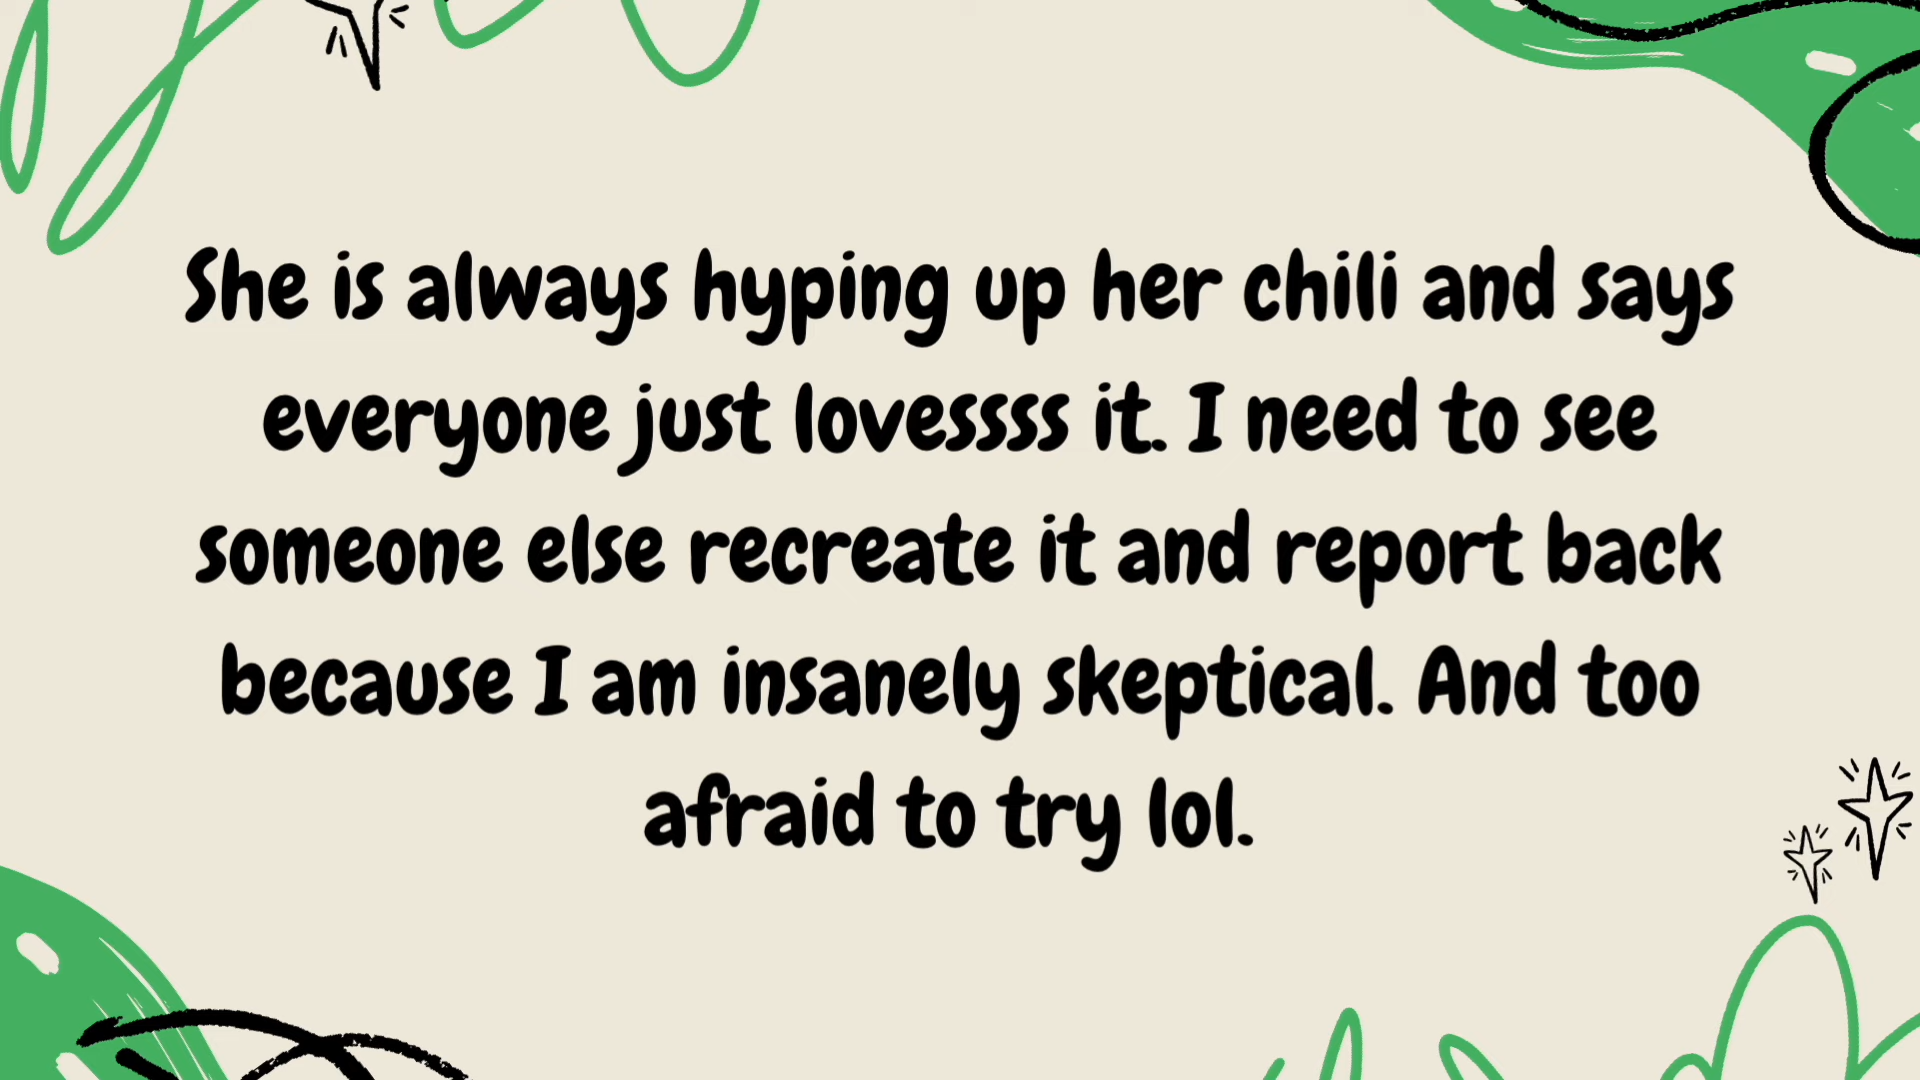 She is always hyping up her chili and says
everyone just lovessss it. I need to see
someone else recreate it and report back
because I am insanely skeptical. And too
afraid to try lol.